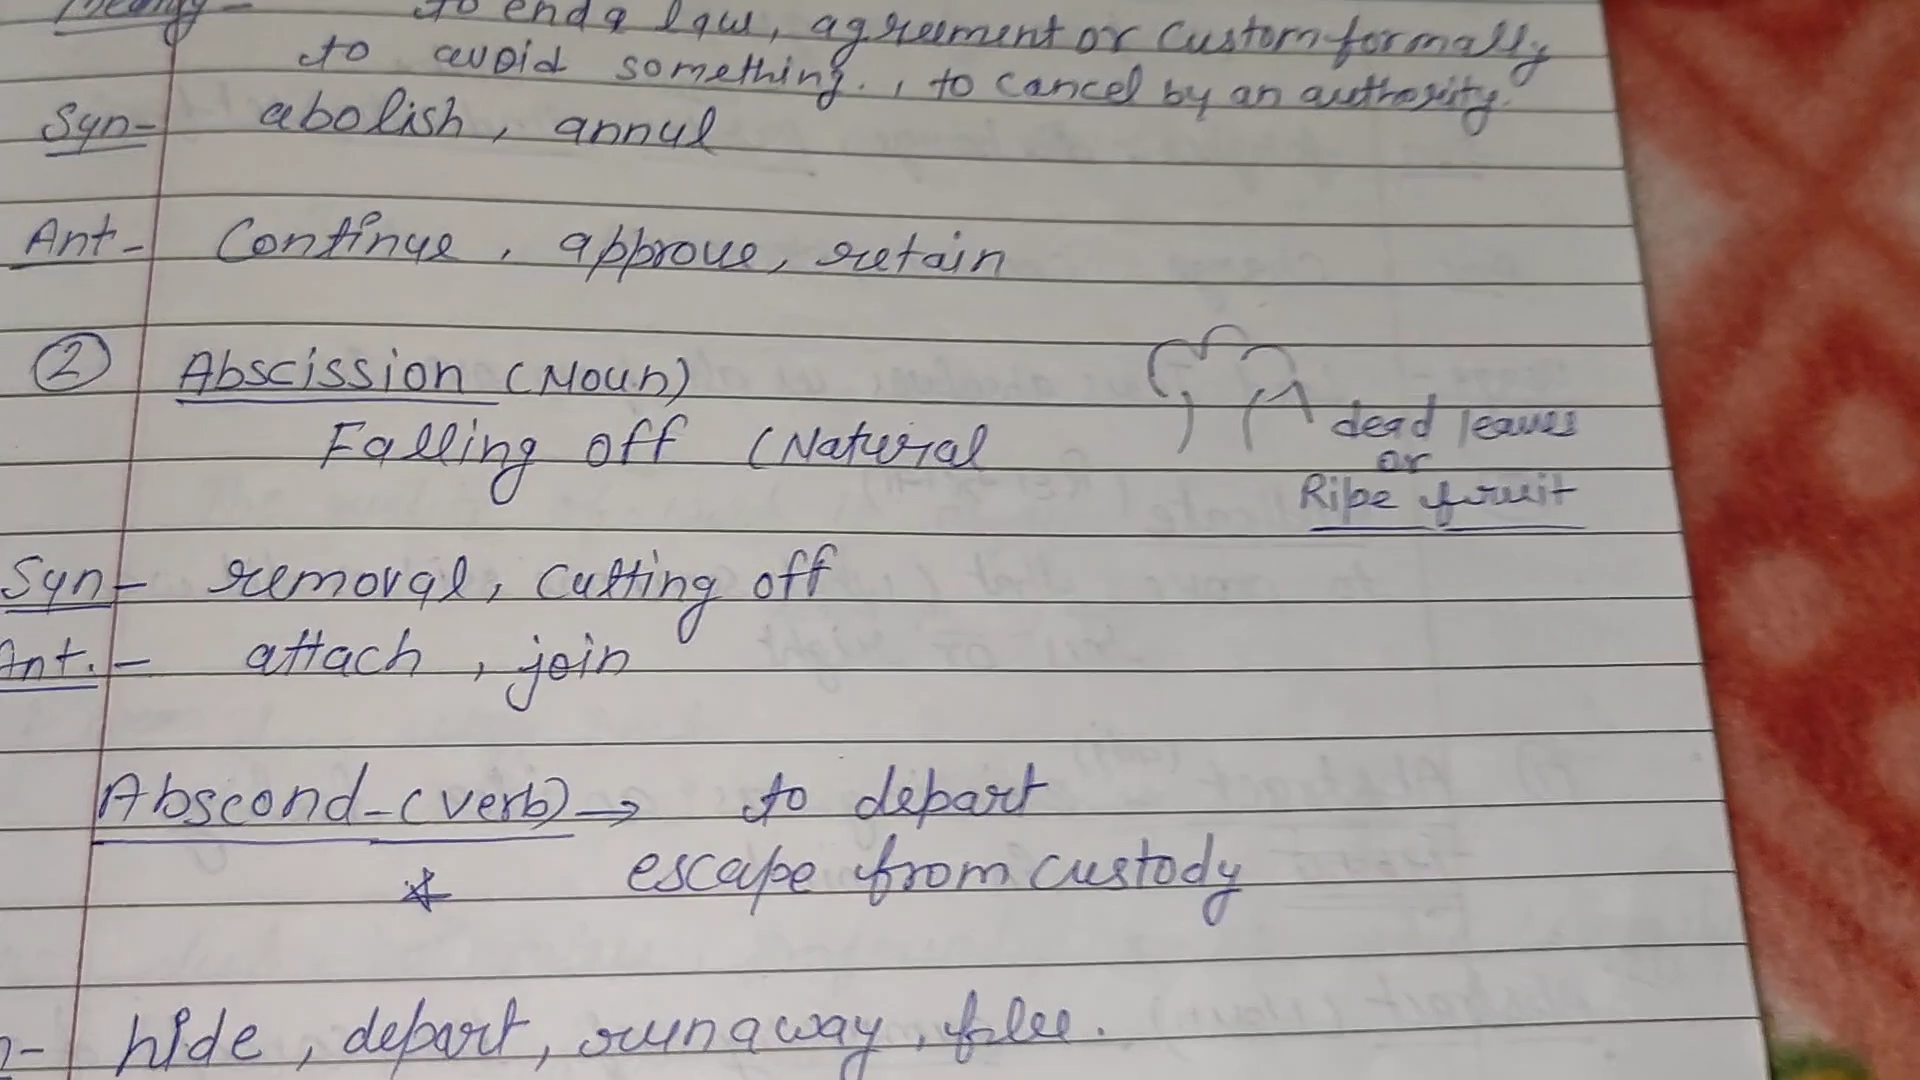 to end a law, agreement or custom formally
to avoid something., to cancel by an authority.
Syn- abolish, annul
Ant- Continue, approve, retain
② Abscission (Noun)
Falling off (Natural
dead leaves
or
Ripe fruit
Syn- removal, Cutting off
Ant.- attach, join
Abscond-(verb)→ to depart
* escape from custody
hide, depart, runaway, flee.